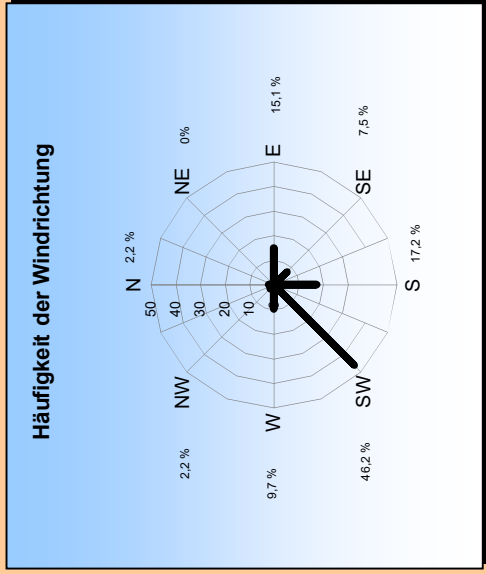 Häufigkeit der Windrichtung
2,2 %
N
0%
NE
15,1 %
E
7,5 %
SE
17,2 %
S
46,2 %
SW
9,7 %
W
2,2 %
NW
50
40
30
20
10